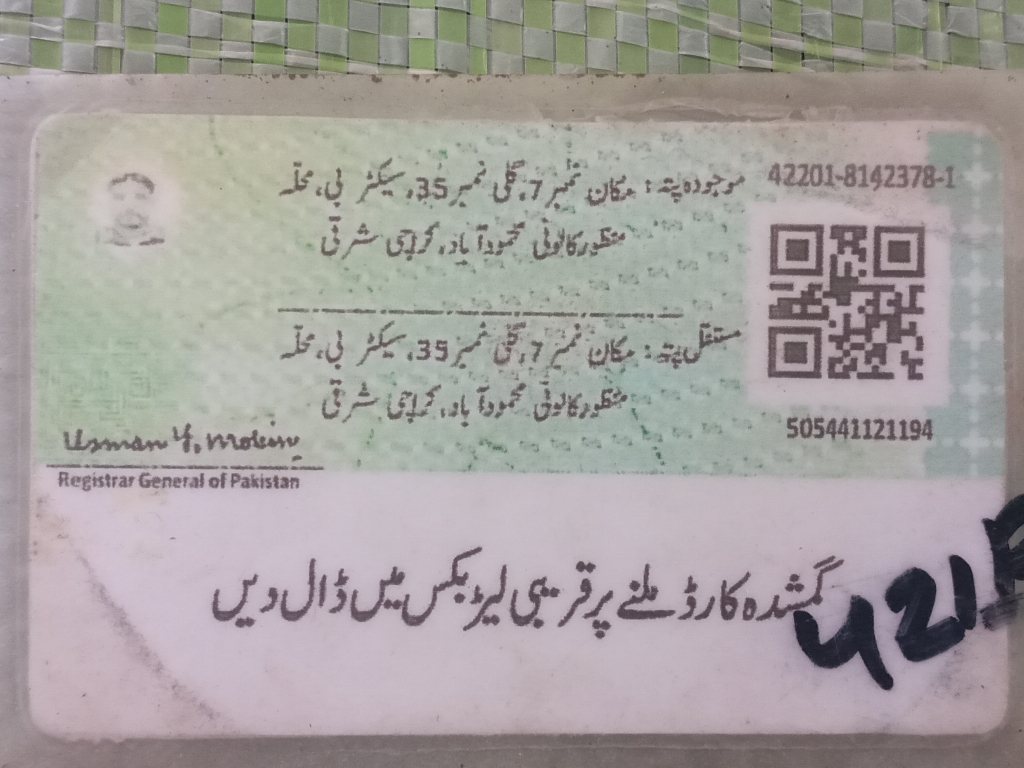 42201-8142378-1
موجودہ پتہ: مکان نمبر 7، گلی نمبر 35، سیکٹر بی، محلہ
منظور کالونی محمود آباد، کراچی شرقی
مستقل پتہ: مکان نمبر 7، گلی نمبر 35، سیکٹر بی، محلہ
منظور کالونی محمود آباد، کراچی شرقی
505441121194
Usman Y. Mobin
Registrar General of Pakistan
گمشدہ کارڈ ملنے پر قریبی لیٹر بکس میں ڈال دیں
421